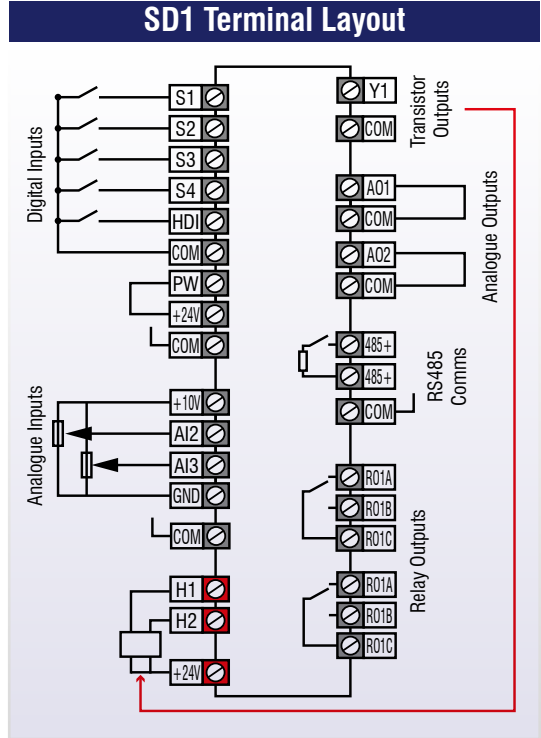 SD1 Terminal Layout
Digital Inputs
S1
S2
S3
S4
HDI
COM
PW
+24V
COM
Analogue Inputs
+10V
AI2
AI3
GND
COM
H1
H2
+24V
Y1
COM
Transistor
Outputs
AO1
COM
AO2
COM
Analogue Outputs
485+
485+
COM
RS485
Comms
RO1A
RO1B
RO1C
RO1A
RO1B
RO1C
Relay Outputs